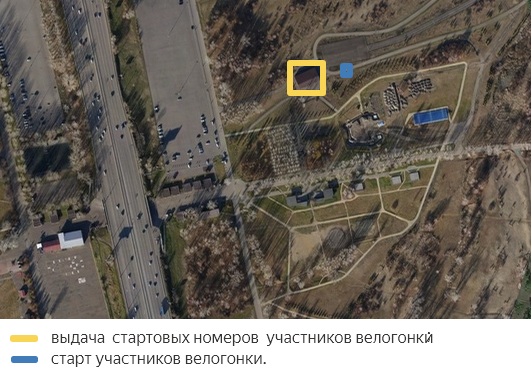 выдача стартовых номеров участников велогонки
старт участников велогонки.